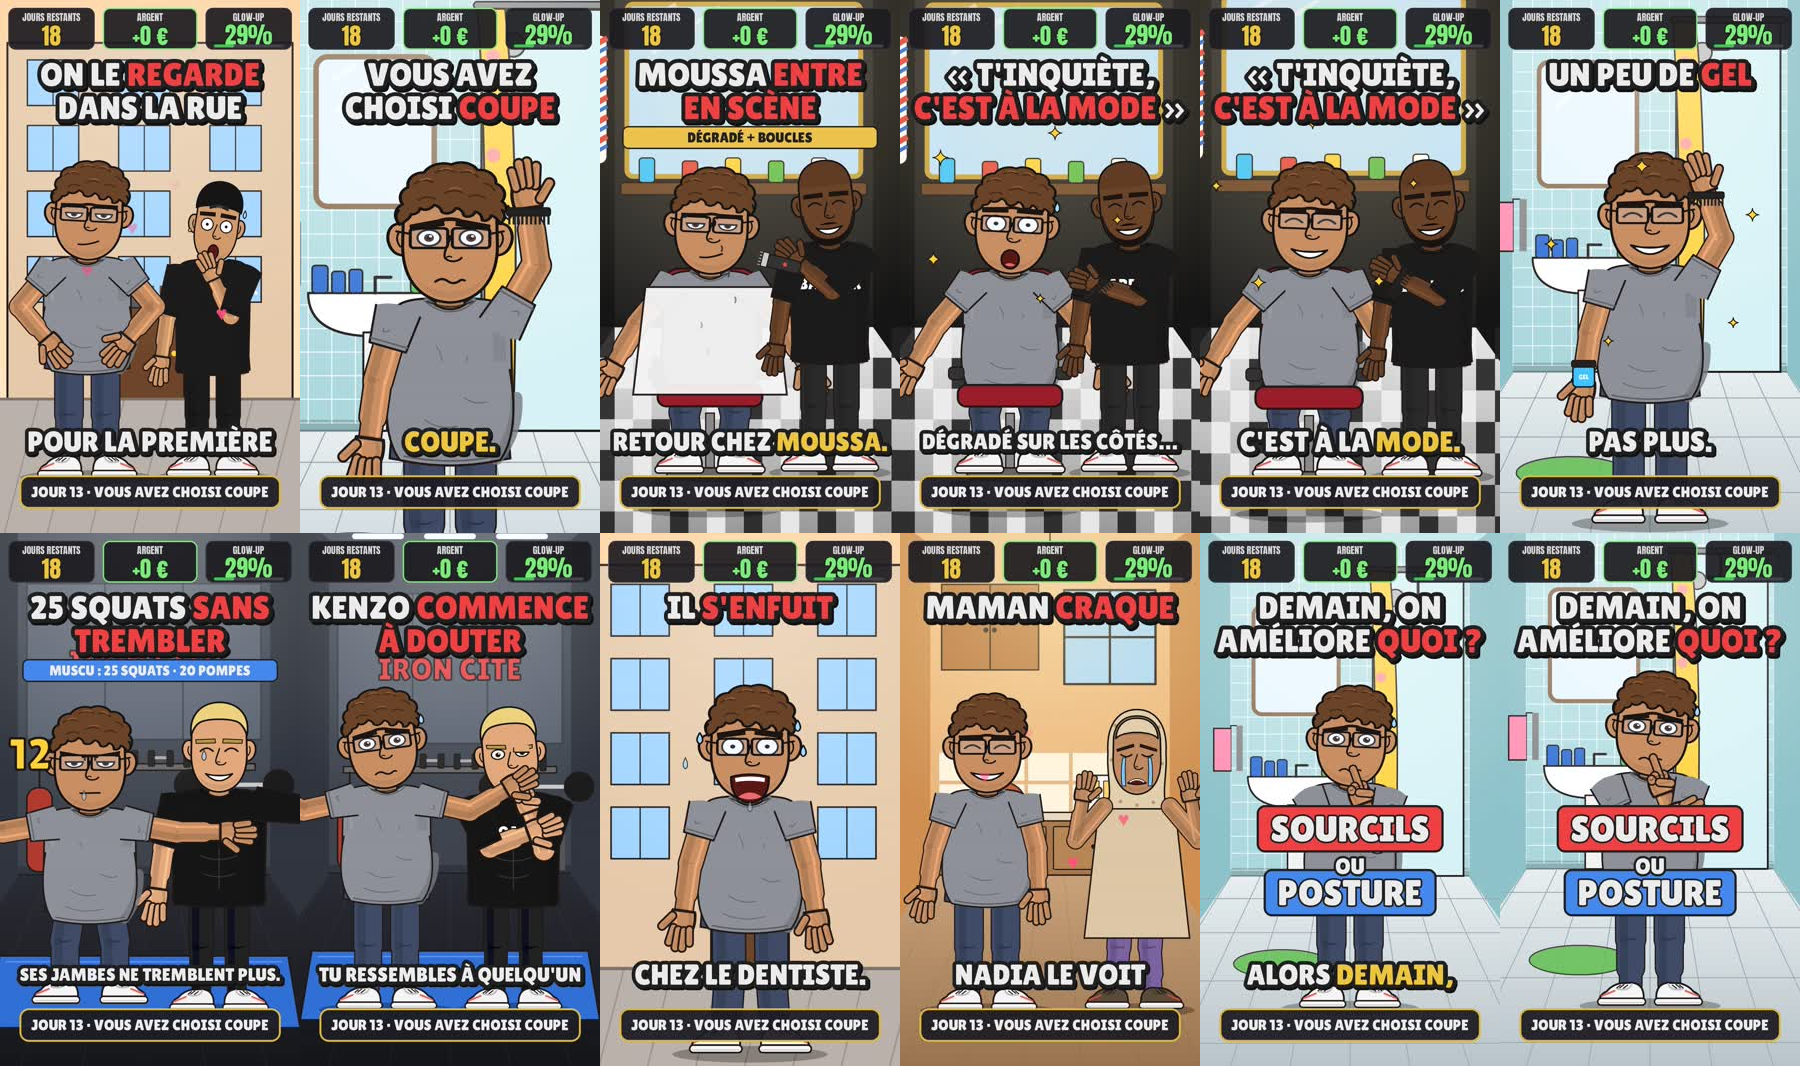 JOURS RESTANTS
18
ARGENT
+0 €
GLOW-UP
29%
ON LE REGARDE
DANS LA RUE
POUR LA PREMIÈRE
JOUR 13 · VOUS AVEZ CHOISI COUPE
JOURS RESTANTS
18
ARGENT
+0 €
GLOW-UP
29%
VOUS AVEZ
CHOISI COUPE
COUPE.
JOUR 13 · VOUS AVEZ CHOISI COUPE
JOURS RESTANTS
18
ARGENT
+0 €
GLOW-UP
29%
MOUSSA ENTRE
EN SCÈNE
DÉGRADÉ + BOUCLES
RETOUR CHEZ MOUSSA.
JOUR 13 · VOUS AVEZ CHOISI COUPE
JOURS RESTANTS
18
ARGENT
+0 €
GLOW-UP
29%
« T'INQUIÈTE,
C'EST À LA MODE »
DÉGRADÉ SUR LES CÔTÉS...
JOUR 13 · VOUS AVEZ CHOISI COUPE
JOURS RESTANTS
18
ARGENT
+0 €
GLOW-UP
29%
« T'INQUIÈTE,
C'EST À LA MODE »
C'EST À LA MODE.
JOUR 13 · VOUS AVEZ CHOISI COUPE
JOURS RESTANTS
18
ARGENT
+0 €
GLOW-UP
29%
UN PEU DE GEL
GEL
PAS PLUS.
JOUR 13 · VOUS AVEZ CHOISI COUPE
JOURS RESTANTS
18
ARGENT
+0 €
GLOW-UP
29%
25 SQUATS SANS
TREMBLER
MUSCU : 25 SQUATS · 20 POMPES
12
SES JAMBES NE TREMBLENT PLUS.
JOUR 13 · VOUS AVEZ CHOISI COUPE
JOURS RESTANTS
18
ARGENT
+0 €
GLOW-UP
29%
KENZO COMMENCE
À DOUTER
IRON CITE
TU RESSEMBLES À QUELQU'UN
JOUR 13 · VOUS AVEZ CHOISI COUPE
JOURS RESTANTS
18
ARGENT
+0 €
GLOW-UP
29%
IL S'ENFUIT
CHEZ LE DENTISTE.
JOUR 13 · VOUS AVEZ CHOISI COUPE
JOURS RESTANTS
18
ARGENT
+0 €
GLOW-UP
29%
MAMAN CRAQUE
NADIA LE VOIT
JOUR 13 · VOUS AVEZ CHOISI COUPE
JOURS RESTANTS
18
ARGENT
+0 €
GLOW-UP
29%
DEMAIN, ON
AMÉLIORE QUOI ?
SOURCILS
OU
POSTURE
ALORS DEMAIN,
JOUR 13 · VOUS AVEZ CHOISI COUPE
JOURS RESTANTS
18
ARGENT
+0 €
GLOW-UP
29%
DEMAIN, ON
AMÉLIORE QUOI ?
SOURCILS
OU
POSTURE
JOUR 13 · VOUS AVEZ CHOISI COUPE